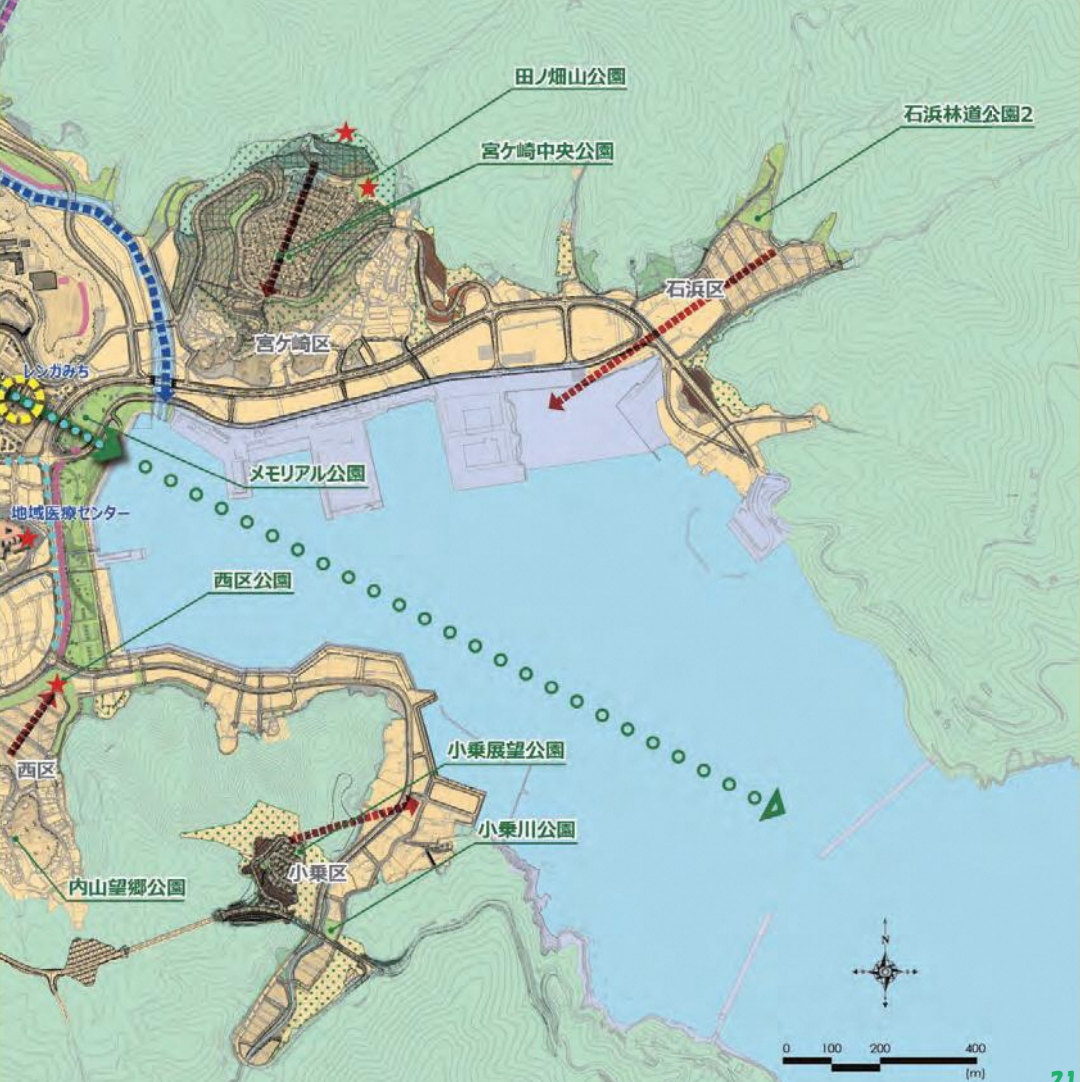 田ノ畑山公園
石浜林道公園2
宮ケ崎中央公園
石浜区
宮ケ崎区
レンガみち
メモリアル公園
地域医療センター
西区公園
小乗展望公園
西区
小乗川公園
小乗区
内山望郷公園
N
0 100 200 400
(m)
21